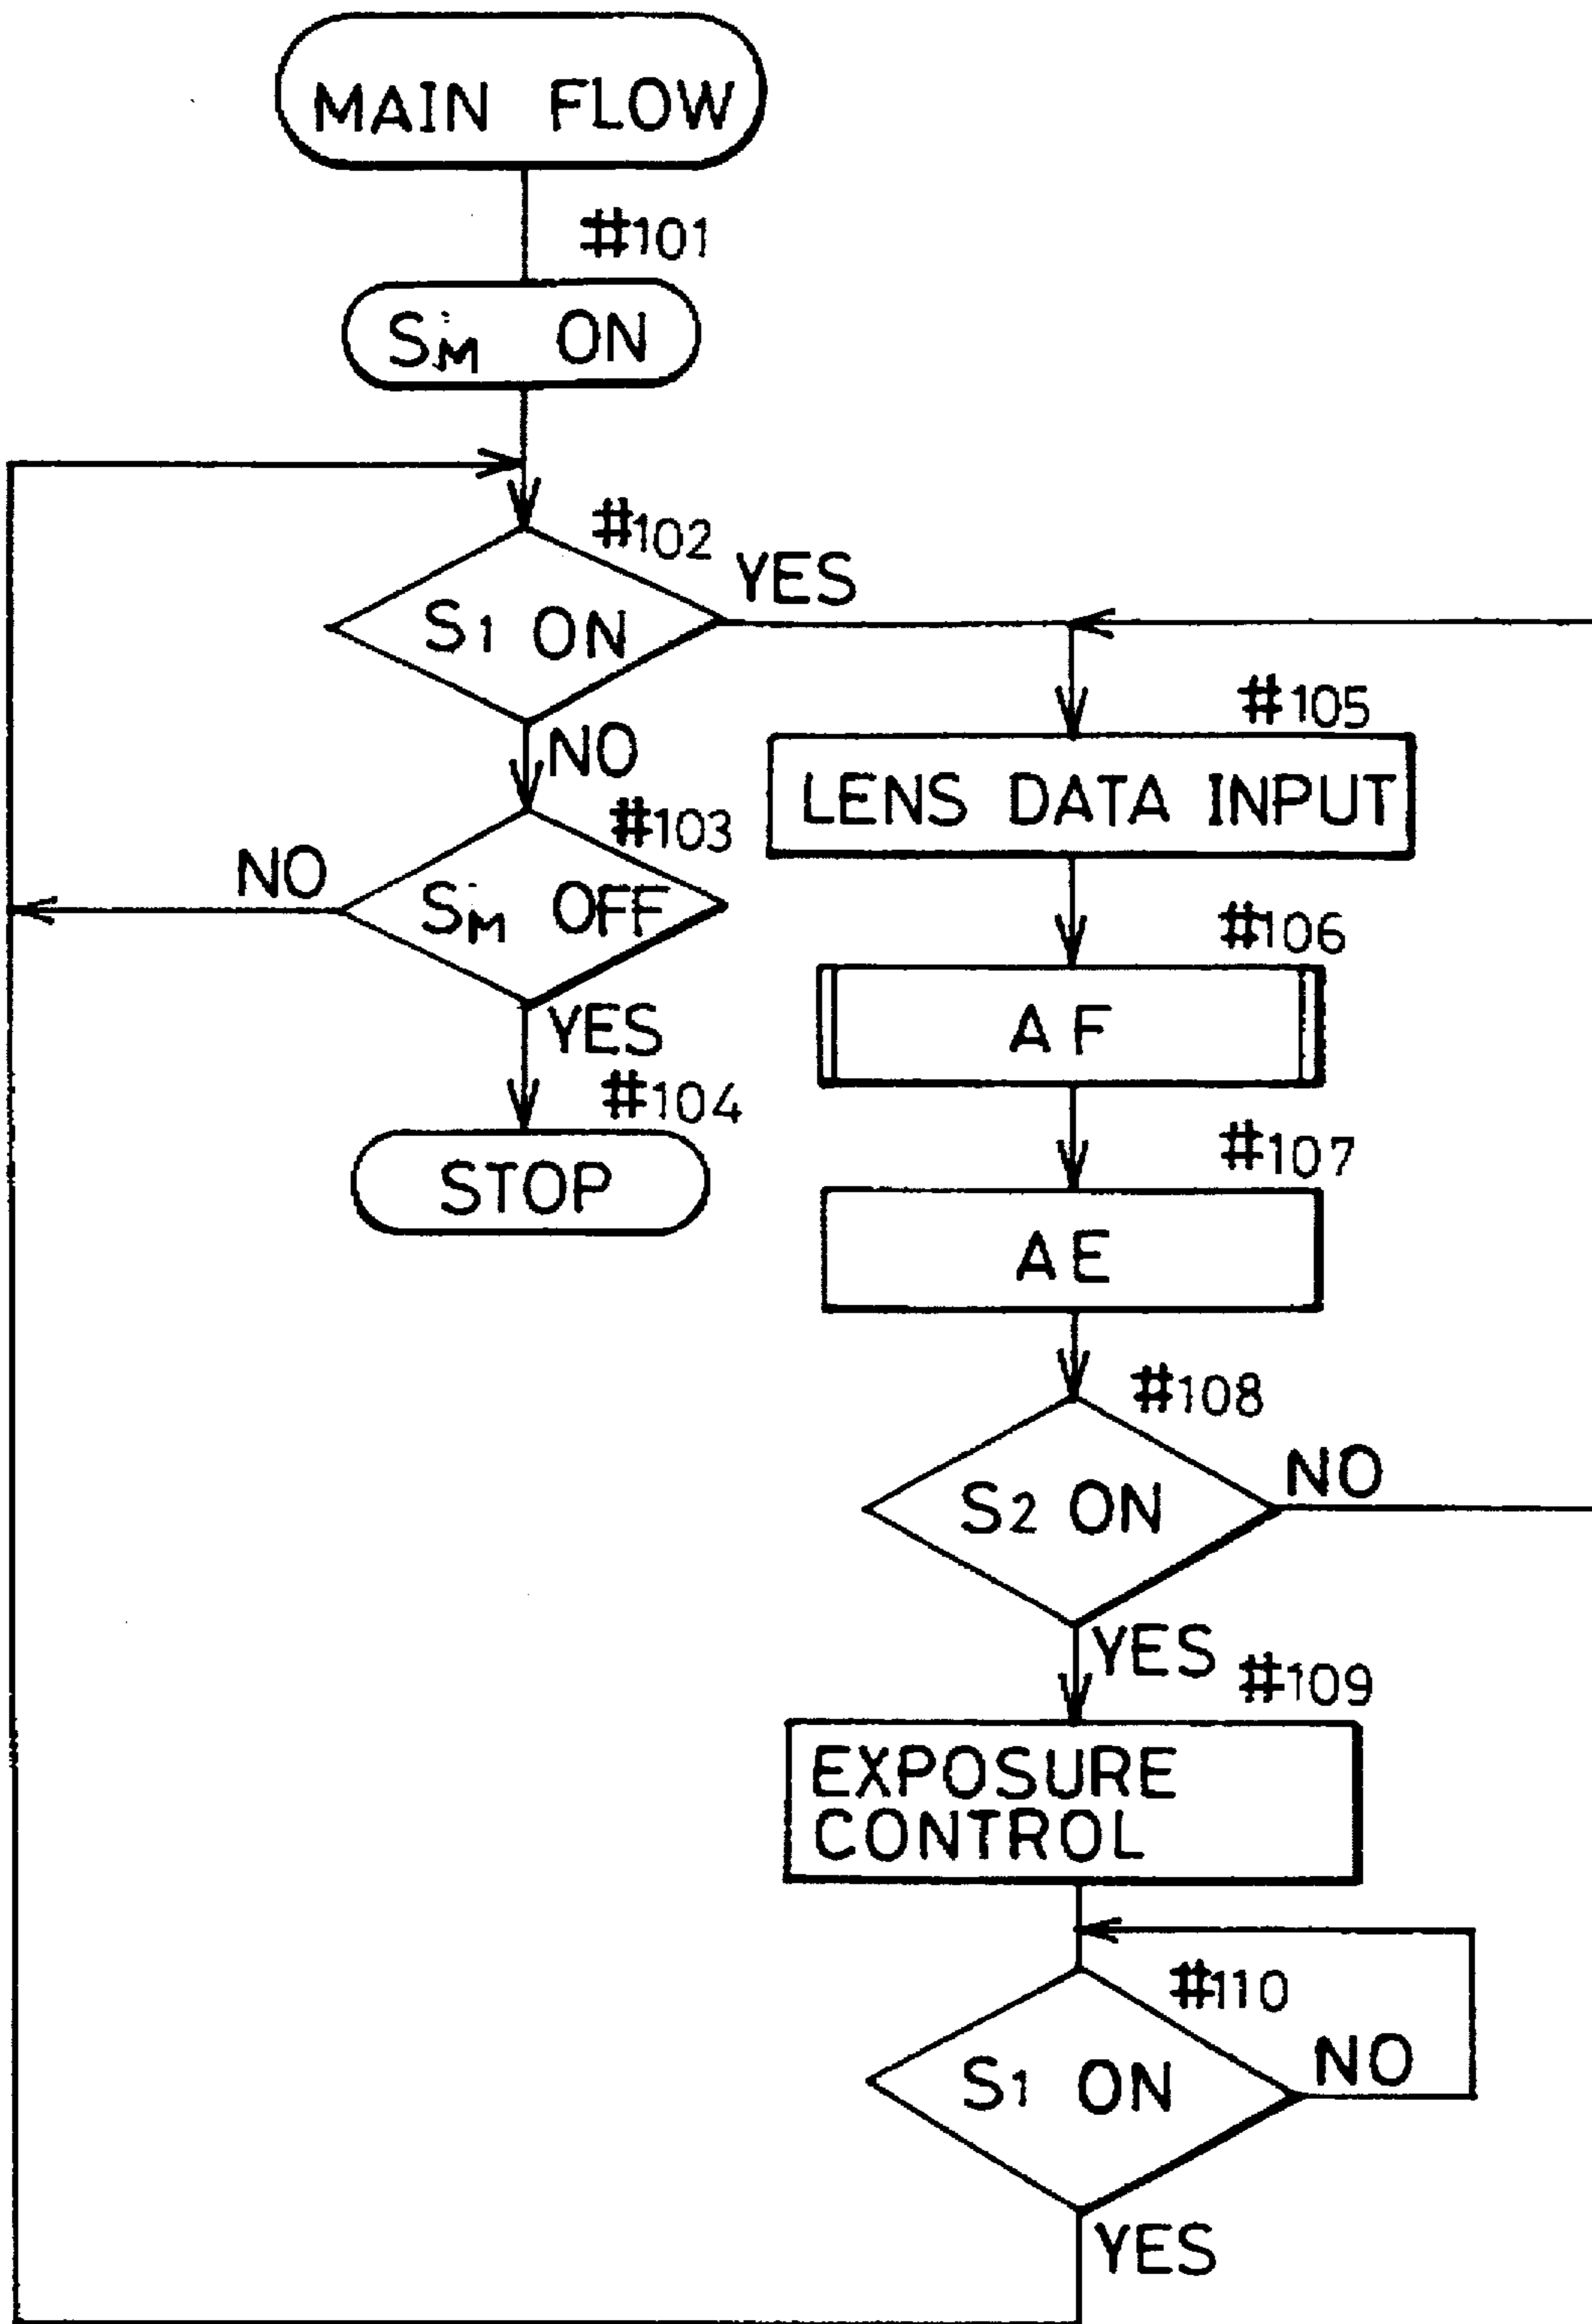 MAIN FLOW
#101
SM ON
#102
S1 ON
YES
NO
#103
SM OFF
NO
YES
#104
STOP
#105
LENS DATA INPUT
#106
AF
#107
AE
#108
S2 ON
NO
YES
#109
EXPOSURE
CONTROL
#110
S1 ON
NO
YES